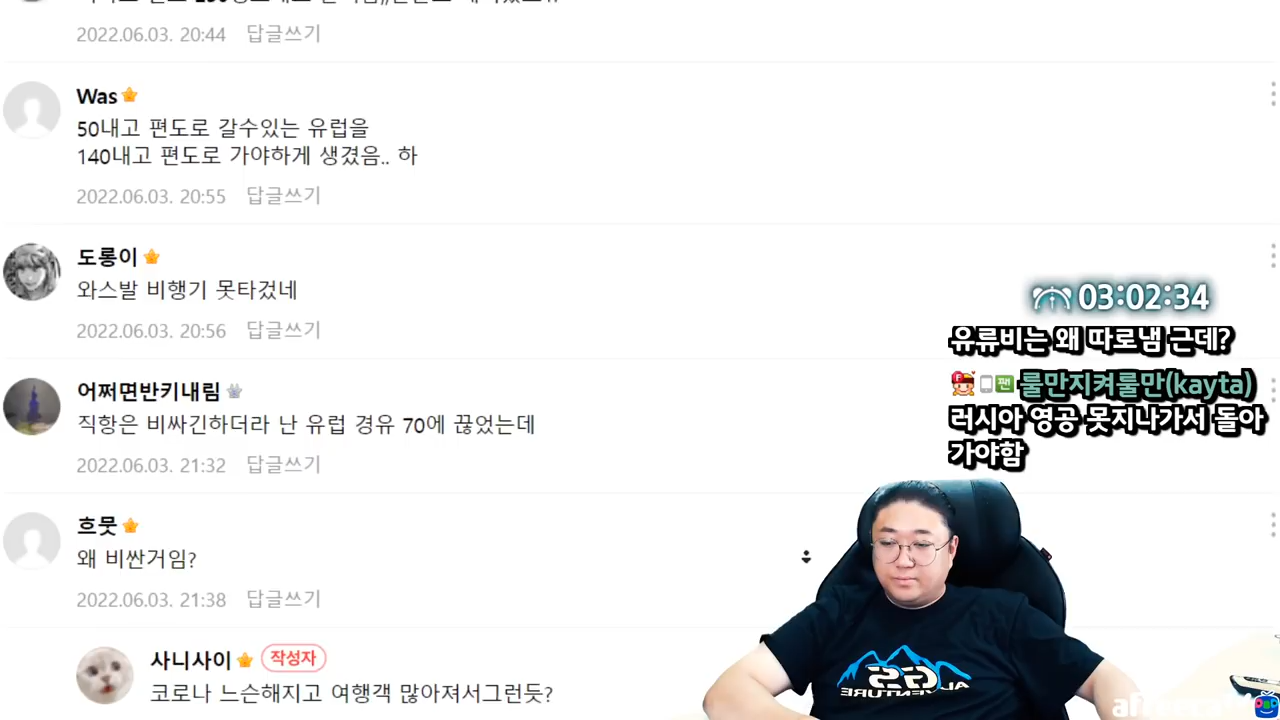 2022.06.03. 20:44 답글쓰기
Was
50내고 편도로 갈수있는 유럽을
140내고 편도로 가야하게 생겼음.. 하
2022.06.03. 20:55 답글쓰기
도롱이
와스발 비행기 못타겄네
2022.06.03. 20:56 답글쓰기
어쩌면반키내림
직항은 비싸긴하더라 난 유럽 경유 70에 끊었는데
2022.06.03. 21:32 답글쓰기
흐뭇
왜 비싼거임?
2022.06.03. 21:38 답글쓰기
사니사이 작성자
코로나 느슨해지고 여행객 많아져서그런듯?
03:02:34
유류비는 왜 따로냄 근데?
팬 룰만지켜룰만(kayta)
러시아 영공 못지나가서 돌아
가야함